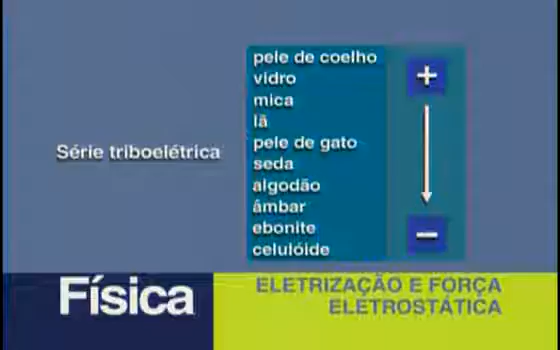 pele de coelho
vidro
mica
lã
Série triboelétrica
pele de gato
seda
algodão
âmbar
ebonite
celulóide
+
−
Física
ELETRIZAÇÃO E FORÇA
ELETROSTÁTICA